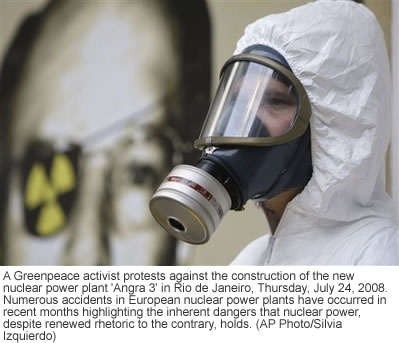 A Greenpeace activist protests against the construction of the new
nuclear power plant 'Angra 3' in Rio de Janeiro, Thursday, July 24, 2008.
Numerous accidents in European nuclear power plants have occurred in
recent months highlighting the inherent dangers that nuclear power,
despite renewed rhetoric to the contrary, holds. (AP Photo/Silvia
Izquierdo)